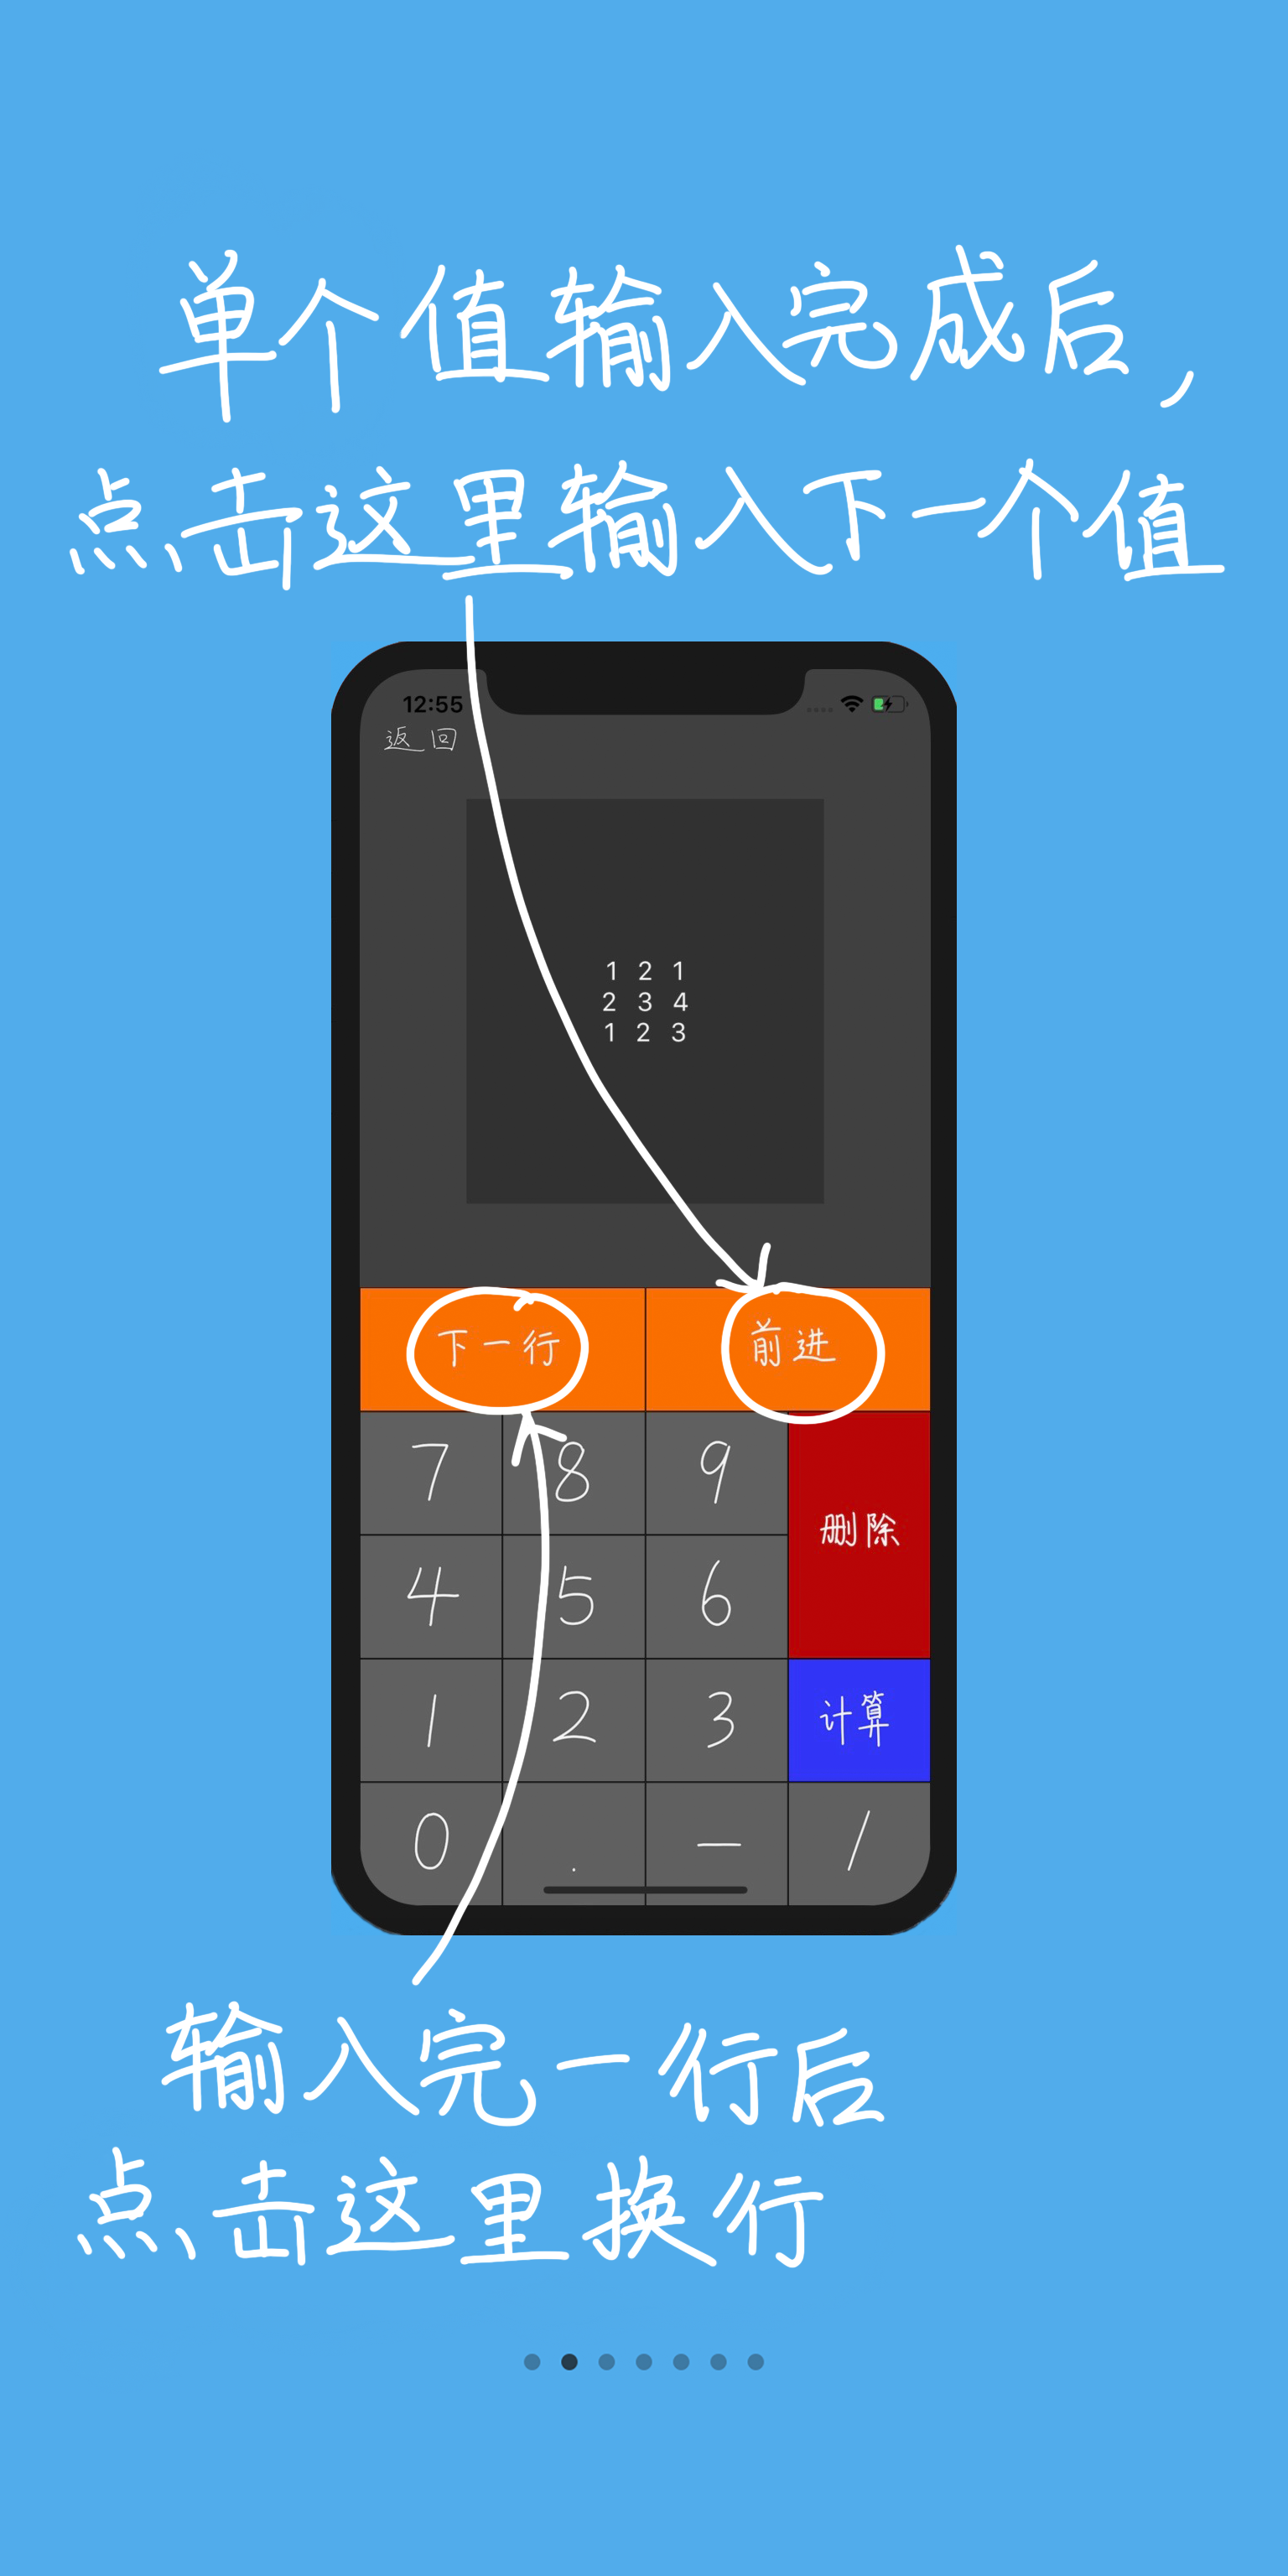 单个值输入完成后，
点击这里输入下一个值
12:55
返回
1 2 1
2 3 4
1 2 3
下一行 前进
7 8 9
删除
4 5 6
1 2 3 计算
0 . — /
输入完一行后
点击这里换行